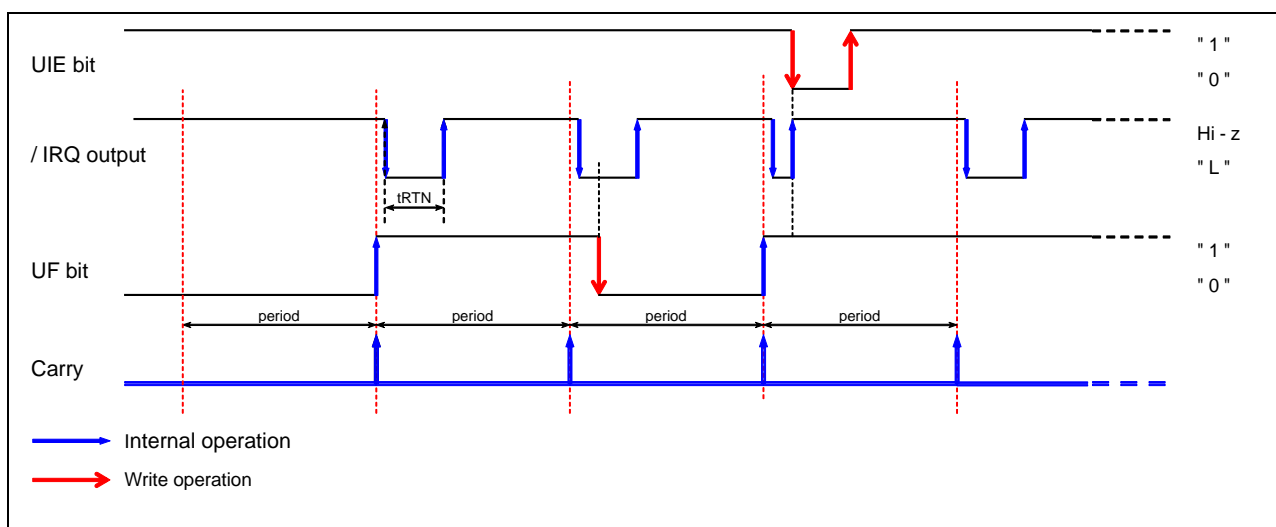 UIE bit
" 1 "
" 0 "
/ IRQ output
Hi - z
" L "
tRTN
UF bit
" 1 "
" 0 "
period period period period
Carry
Internal operation
Write operation